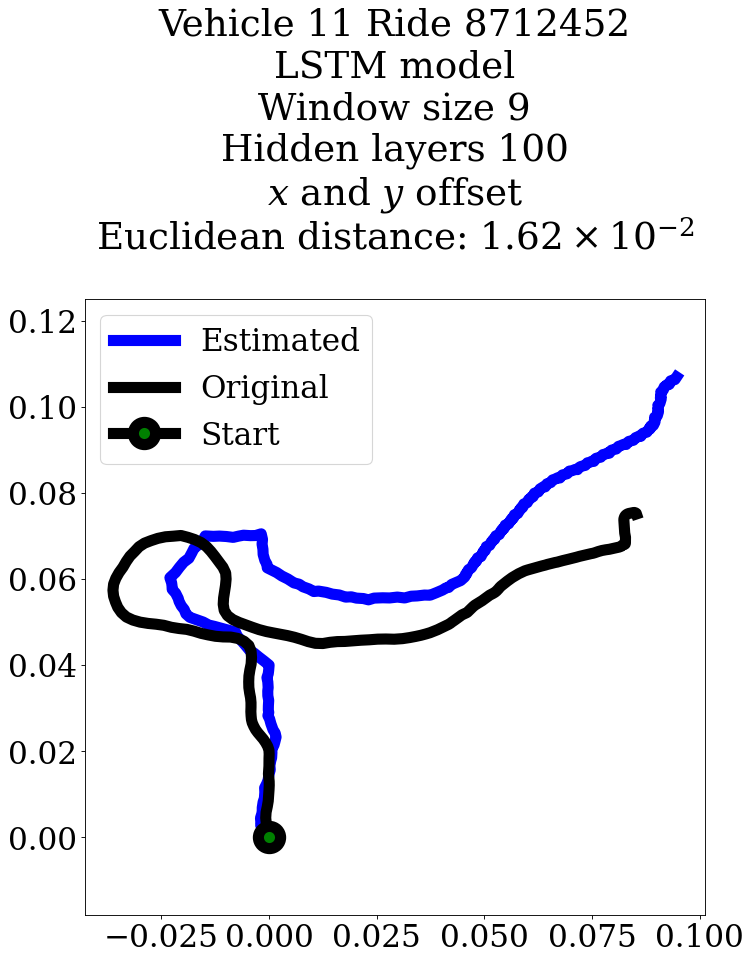 Vehicle 11 Ride 8712452
LSTM model
Window size 9
Hidden layers 100
x and y offset
Euclidean distance: 1.62 × 10⁻²
Estimated
Original
Start
0.12
0.10
0.08
0.06
0.04
0.02
0.00
−0.025 0.000 0.025 0.050 0.075 0.100